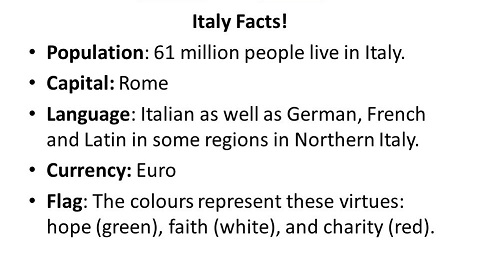 Italy Facts!
• Population: 61 million people live in Italy.
• Capital: Rome
• Language: Italian as well as German, French
and Latin in some regions in Northern Italy.
• Currency: Euro
• Flag: The colours represent these virtues:
hope (green), faith (white), and charity (red).